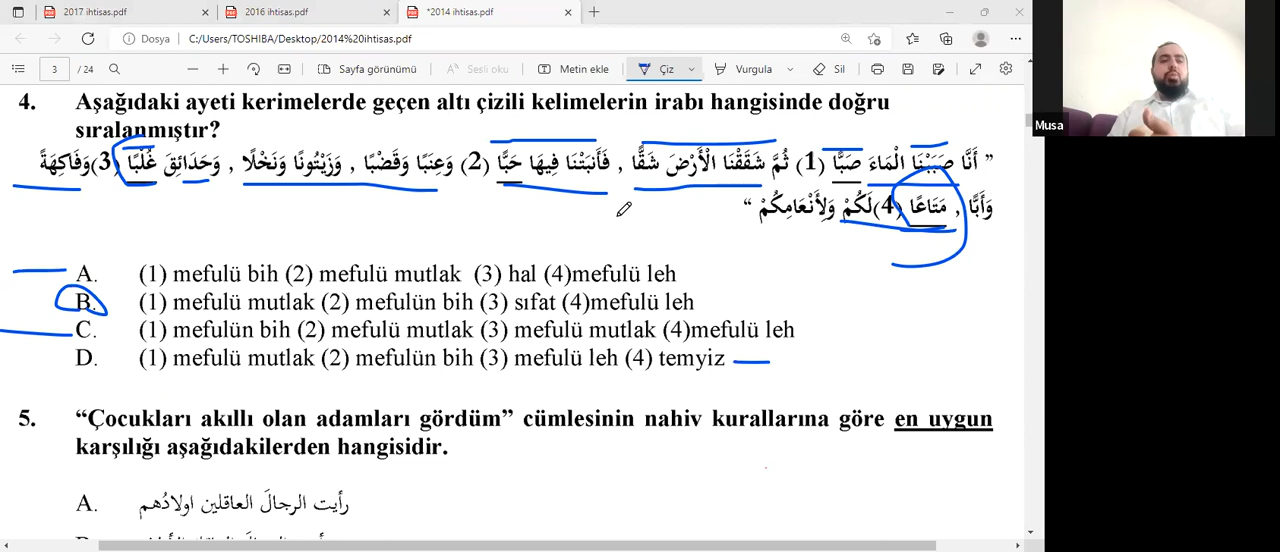 2017 ihtisas.pdf
2016 ihtisas.pdf
*2014 ihtisas.pdf
Dosya
C:/Users/TOSHIBA/Desktop/2014%20ihtisas.pdf
3
/ 24
Sayfa görünümü
Sesli oku
Metin ekle
Çiz
Vurgula
Sil
4. Aşağıdaki ayeti kerimelerde geçen altı çizili kelimelerin irabı hangisinde doğru
sıralanmıştır?
” أَنَّا صَبَبْنَا الْمَاءَ صَبًّا (1) ثُمَّ شَقَقْنَا الْأَرْضَ شَقًّا , فَأَنبَتْنَا فِيهَا حَبًّا (2) وَعِنَبًا وَقَضْبًا , وَزَيْتُونًا وَنَخْلًا , وَحَدَائِقَ غُلْبًا (3) وَفَاكِهَةً
وَأَبًّا , مَتَاعًا (4) لَكُمْ وَلِأَنْعَامِكُمْ “
A. (1) mefulü bih (2) mefulü mutlak (3) hal (4)mefulü leh
B. (1) mefulü mutlak (2) mefulün bih (3) sıfat (4)mefulü leh
C. (1) mefulün bih (2) mefulü mutlak (3) mefulü mutlak (4)mefulü leh
D. (1) mefulü mutlak (2) mefulün bih (3) mefulü leh (4) temyiz
5. “Çocukları akıllı olan adamları gördüm” cümlesinin nahiv kurallarına göre en uygun
karşılığı aşağıdakilerden hangisidir.
A. رأيت الرجالَ العاقلين اولادُهم
Musa